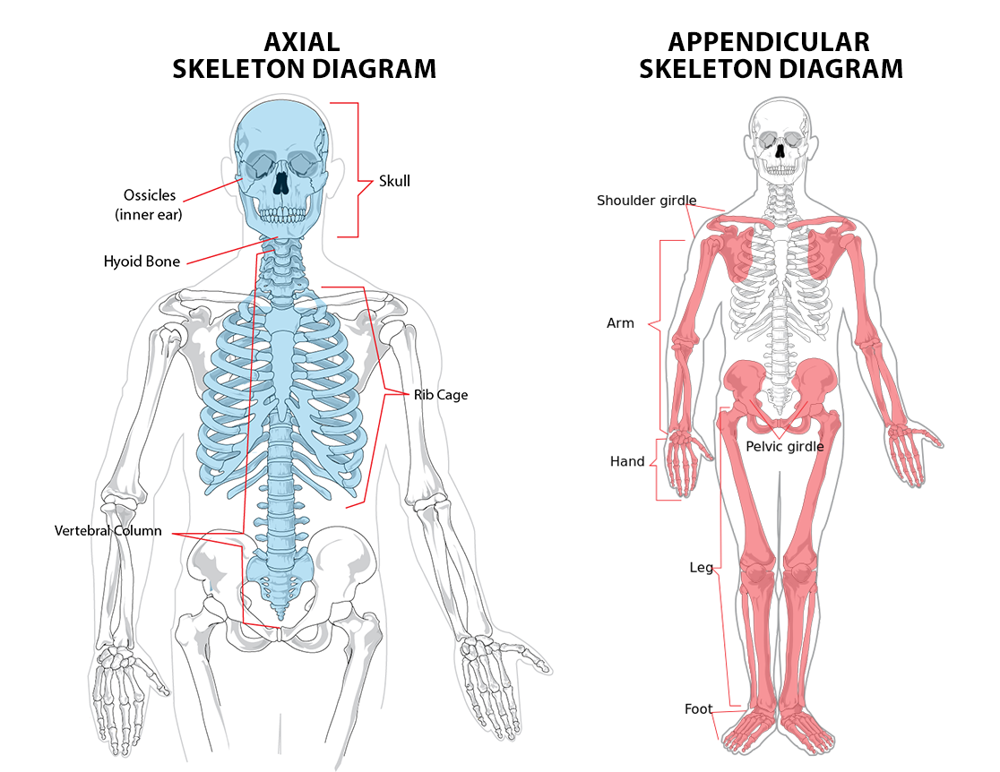 AXIAL
SKELETON DIAGRAM
Ossicles
(inner ear)
Skull
Hyoid Bone
Rib Cage
Vertebral Column
APPENDICULAR
SKELETON DIAGRAM
Shoulder girdle
Arm
Pelvic girdle
Hand
Leg
Foot